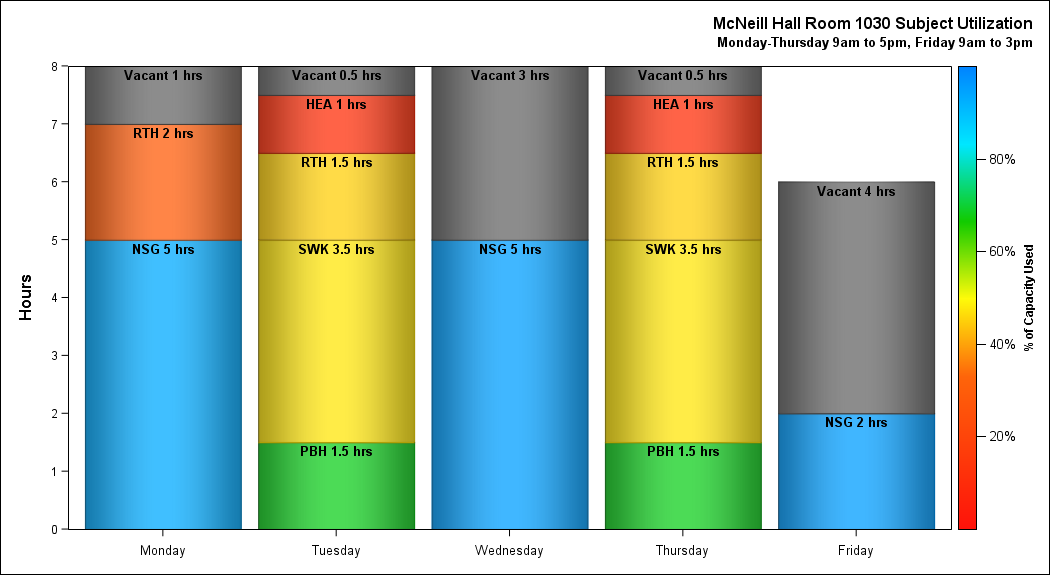 McNeill Hall Room 1030 Subject Utilization
Monday-Thursday 9am to 5pm, Friday 9am to 3pm
Hours
8
7
6
5
4
3
2
1
0
Vacant 1 hrs
RTH 2 hrs
NSG 5 hrs
Vacant 0.5 hrs
HEA 1 hrs
RTH 1.5 hrs
SWK 3.5 hrs
PBH 1.5 hrs
Vacant 3 hrs
NSG 5 hrs
Vacant 0.5 hrs
HEA 1 hrs
RTH 1.5 hrs
SWK 3.5 hrs
PBH 1.5 hrs
Vacant 4 hrs
NSG 2 hrs
Monday
Tuesday
Wednesday
Thursday
Friday
80%
60%
40%
20%
% of Capacity Used